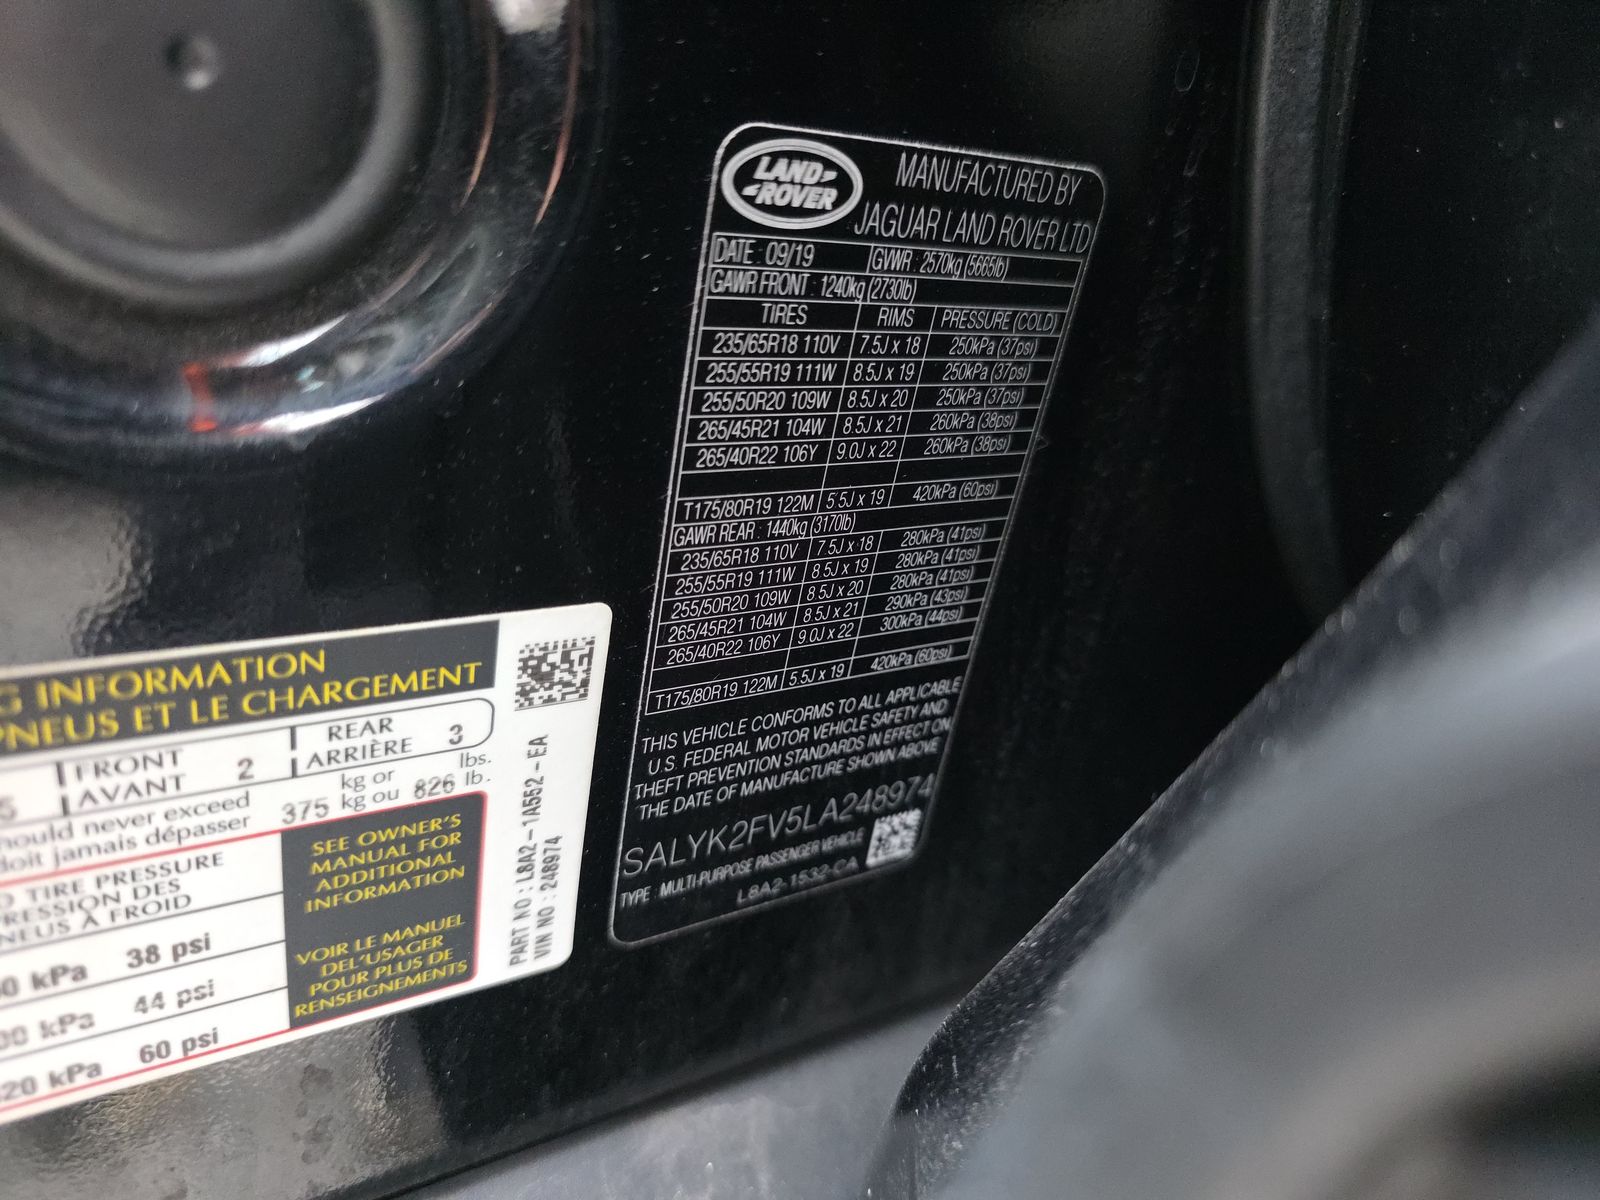 LAND
ROVER
MANUFACTURED BY
JAGUAR LAND ROVER LTD
DATE : 09/19 GVWR : 2570kg (5665lb)
GAWR FRONT : 1240kg (2730lb)
TIRES RIMS PRESSURE (COLD)
235/65R18 110V 7.5J x 18 250kPa (37psi)
255/55R19 111W 8.5J x 19 250kPa (37psi)
255/50R20 109W 8.5J x 20 250kPa (37psi)
265/45R21 104W 8.5J x 21 260kPa (38psi)
265/40R22 106Y 9.0J x 22 260kPa (38psi)
T175/80R19 122M 5.5J x 19 420kPa (60psi)
GAWR REAR : 1440kg (3170lb)
235/65R18 110V 7.5J x 18 280kPa (41psi)
255/55R19 111W 8.5J x 19 280kPa (41psi)
255/50R20 109W 8.5J x 20 280kPa (41psi)
265/45R21 104W 8.5J x 21 290kPa (43psi)
265/40R22 106Y 9.0J x 22 300kPa (44psi)
T175/80R19 122M 5.5J x 19 420kPa (60psi)
THIS VEHICLE CONFORMS TO ALL APPLICABLE
U.S. FEDERAL MOTOR VEHICLE SAFETY AND
THEFT PREVENTION STANDARDS IN EFFECT ON
THE DATE OF MANUFACTURE SHOWN ABOVE
SALYK2FV5LA248974
TYPE : MULTI-PURPOSE PASSENGER VEHICLE
L8A2-1532-CA
INFORMATION
PNEUS ET LE CHARGEMENT
FRONT
AVANT 2
REAR
ARRIÈRE 3
should never exceed
doit jamais dépasser
375 kg or
kg ou 826 lbs.
lb.
TIRE PRESSURE
PRESSION DES
PNEUS À FROID
kPa 38 psi
kPa 44 psi
kPa 60 psi
SEE OWNER'S
MANUAL FOR
ADDITIONAL
INFORMATION
VOIR LE MANUEL
DEL'USAGER
POUR PLUS DE
RENSEIGNEMENTS
PART NO : L8A2-1A552-EA
VIN NO : 248974